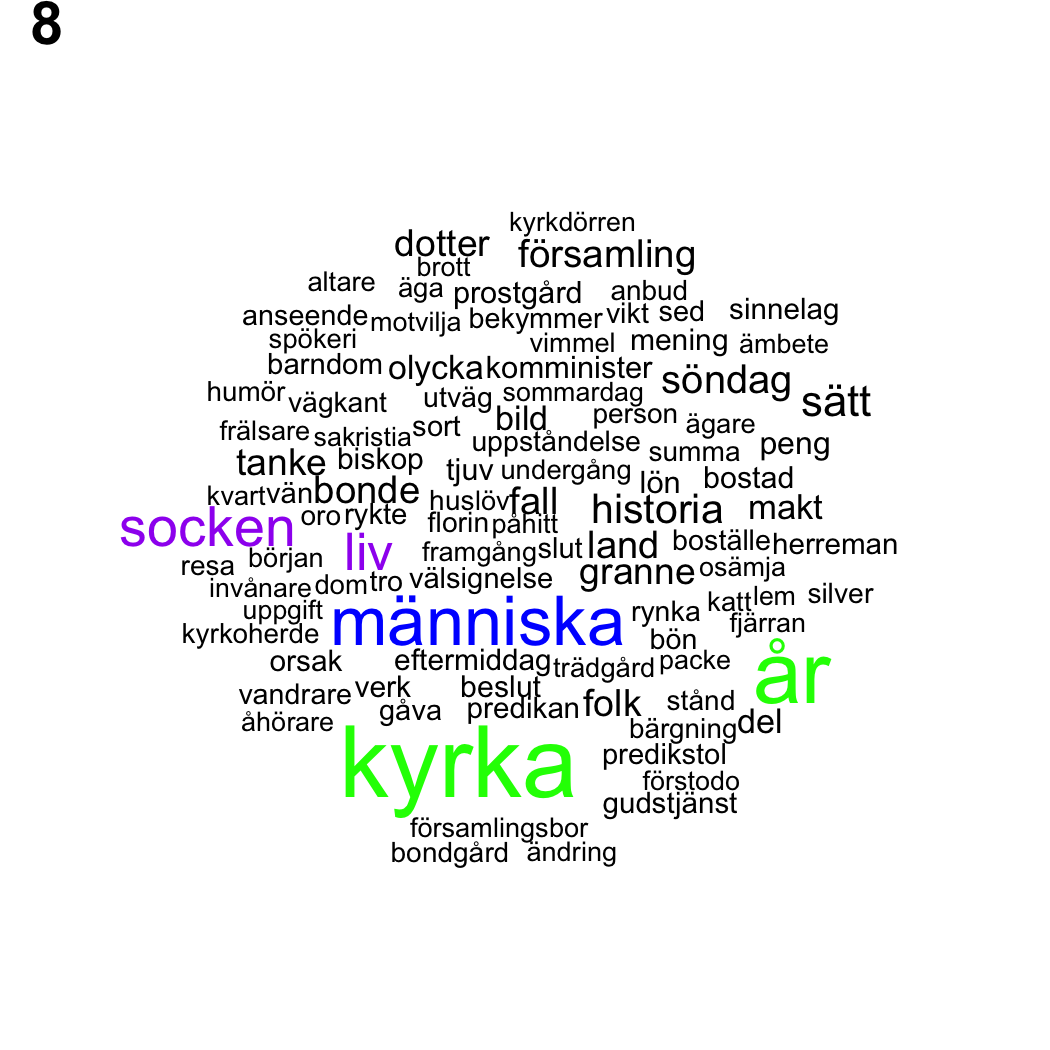 8
kyrkdörren
dotter församling
brott
altare äga prostgård anbud
anseende motvilja bekymmer vikt sed sinnelag
spökeri vimmel mening ämbete
barndom olycka komminister söndag
humör vägkant utväg sommardag sätt
frälsare sakristia sort bild person ägare
uppståndelse summa peng
tanke biskop tjuv undergång lön bostad
kvart vän bonde huslöv fall historia makt
socken oro rykte florin påhitt
resa början liv framgång slut land boställe herreman
invånare dom tro välsignelse granne osämja
uppgift människa rynka katt lem silver
kyrkoherde bön fjärran
orsak eftermiddag trädgård packe år
vandrare verk beslut folk stånd
åhörare gåva predikan bärgning del
kyrka predikstol
förstodo
gudstjänst
församlingsbor
bondgård ändring